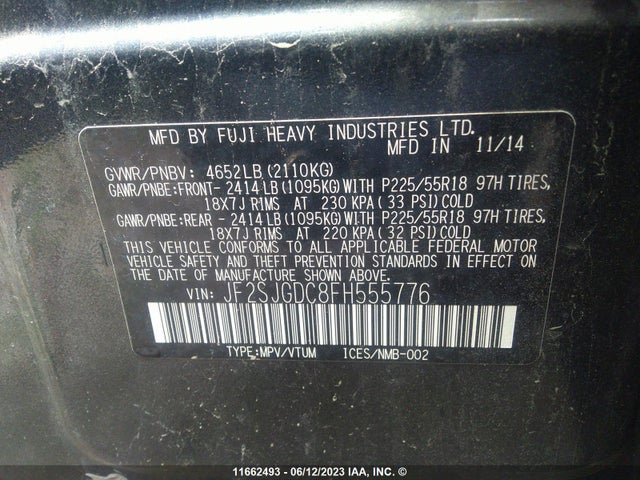 MFD BY FUJI HEAVY INDUSTRIES LTD.
MFD IN 11/14
GVWR/PNBV: 4652LB (2110KG)
GAWR/PNBE:FRONT- 2414 LB (1095KG) WITH P225/55R18 97H TIRES,
18X7J RIMS AT 230 KPA (33 PSI) COLD
GAWR/PNBE:REAR - 2414 LB (1095KG) WITH P225/55R18 97H TIRES,
18X7J RIMS AT 220 KPA (32 PSI) COLD
THIS VEHICLE CONFORMS TO ALL APPLICABLE FEDERAL MOTOR
VEHICLE SAFETY AND THEFT PREVENTION STANDARDS IN EFFECT ON
THE DATE OF MANUFACTURE SHOWN ABOVE.
VIN: JF2SJGDC8FH555776
TYPE:MPV/VTUM ICES/NMB-002
11662493 - 06/12/2023 IAA, Inc. ©